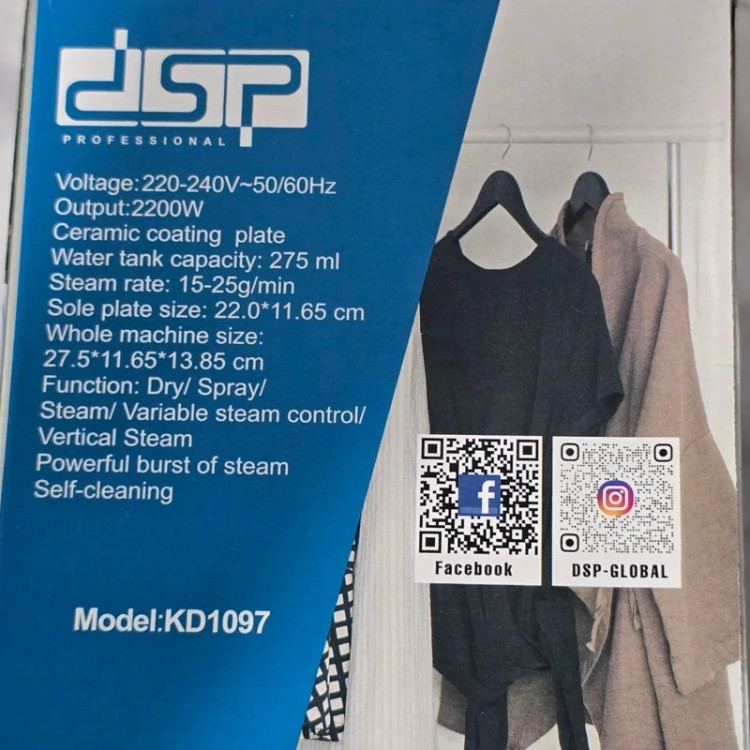 dsp
PROFESSIONAL
Voltage:220-240V~50/60Hz
Output:2200W
Ceramic coating plate
Water tank capacity: 275 ml
Steam rate: 15-25g/min
Sole plate size: 22.0*11.65 cm
Whole machine size:
27.5*11.65*13.85 cm
Function: Dry/ Spray/
Steam/ Variable steam control/
Vertical Steam
Powerful burst of steam
Self-cleaning
Model:KD1097
f
Facebook
DSP-GLOBAL